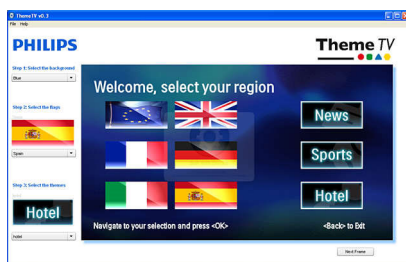 ThemeTV v0.3
File Help
PHILIPS
Theme TV
Step 1: Select the background
Blue
Welcome, select your region
News
Step 2: Select the flags
Spain
Sports
Step 3: Select the themes
Hotel
Hotel
Hotel
Navigate to your selection and press <OK>
<Back> to Exit
Next Frame